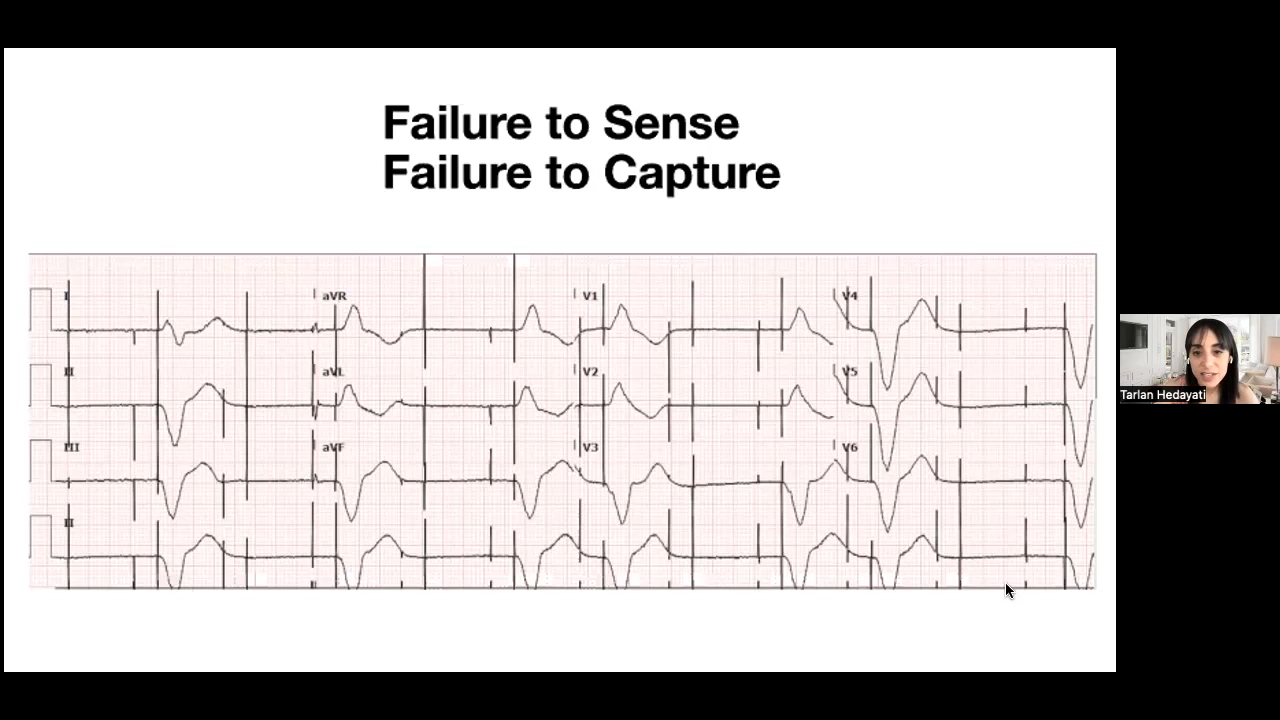 Failure to Sense
Failure to Capture
I
aVR
V1
V4
II
aVL
V2
V5
III
aVF
V3
V6
II
Tarlan Hedayati